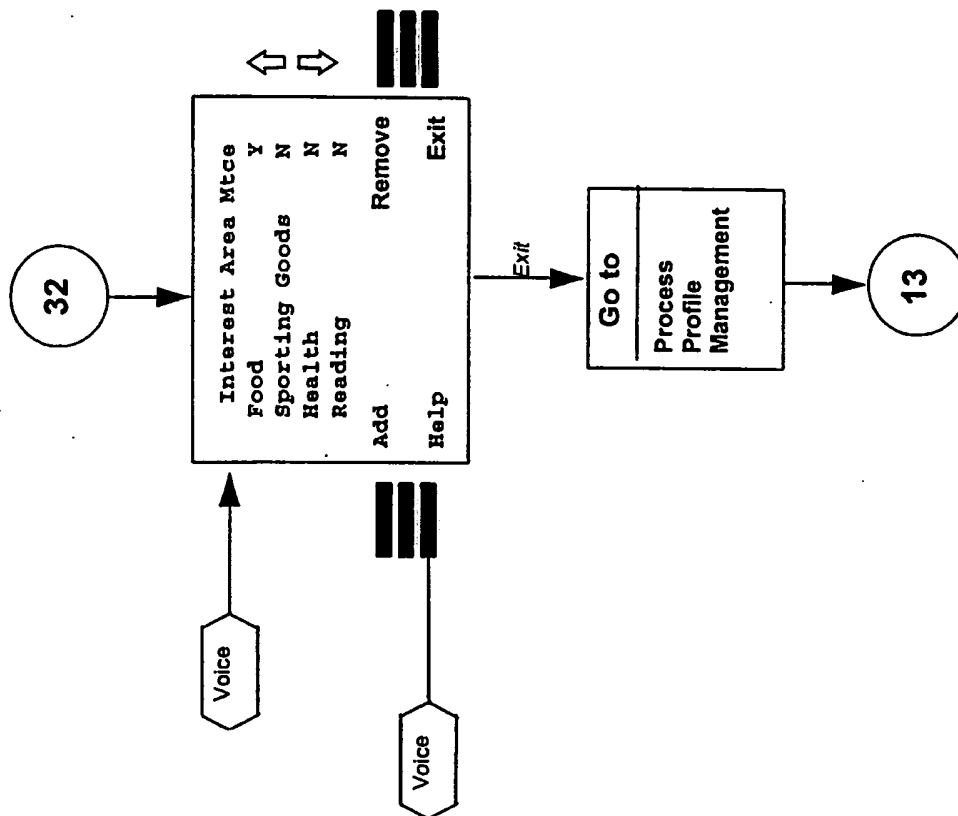 32
Voice
Interest Area Mtce
Food Y
Sporting Goods N
Health N
Reading N
Add Remove
Help Exit
Voice
Exit
Go to
Process
Profile
Management
13